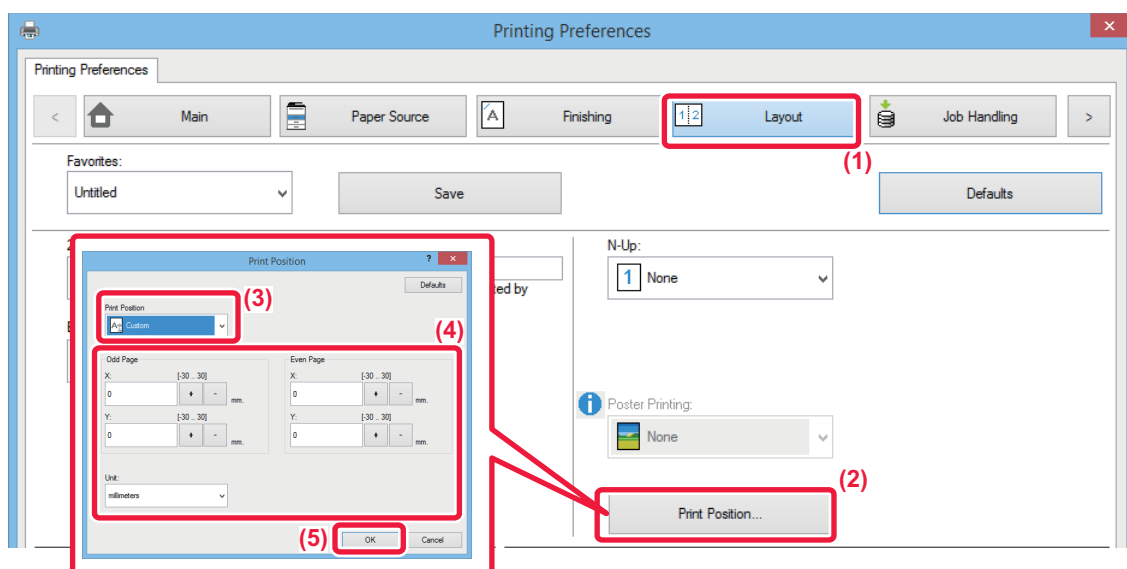 Printing Preferences
Printing Preferences
< Main Paper Source A Finishing 1 2 Layout Job Handling >
(1)
Favorites:
Untitled Save Defaults
Print Position ? ×
Defaults
Print Position
(3)
Custom
(4)
Odd Page Even Page
X: [-30 .. 30] X: [-30 .. 30]
0 + - mm. 0 + - mm.
Y: [-30 .. 30] Y: [-30 .. 30]
0 + - mm. 0 + - mm.
Unit:
millimeters
(5) OK Cancel
ted by
N-Up:
1 None
Poster Printing:
None
(2)
Print Position...